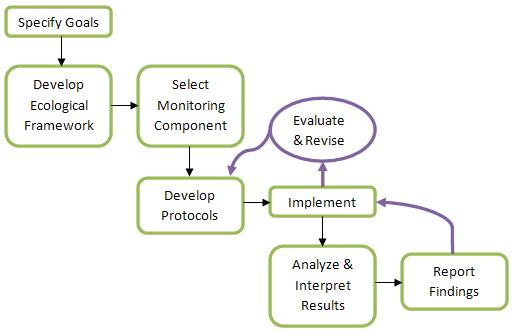 Specify Goals
Develop
Ecological
Framework
Select
Monitoring
Component
Evaluate
& Revise
Develop
Protocols
Implement
Analyze &
Interpret
Results
Report
Findings